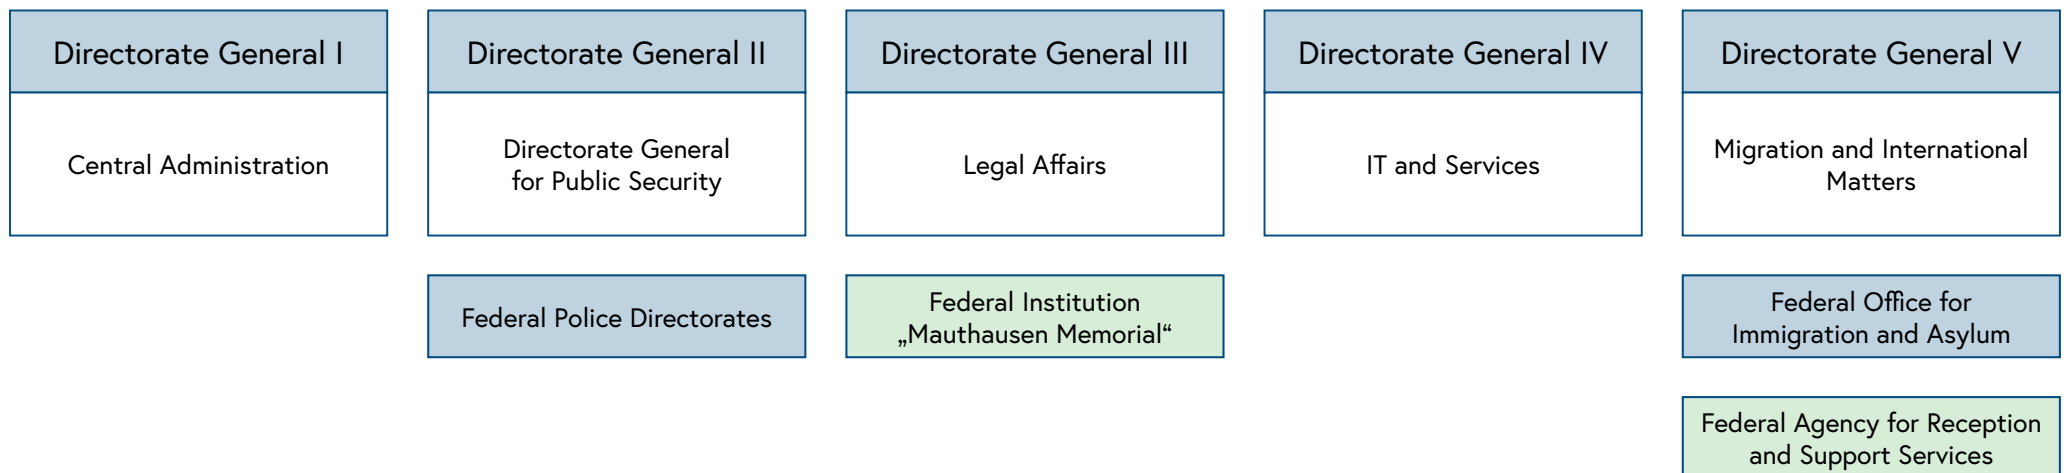 Directorate General I
Central Administration
Directorate General II
Directorate General
for Public Security
Federal Police Directorates
Directorate General III
Legal Affairs
Federal Institution
„Mauthausen Memorial“
Directorate General IV
IT and Services
Directorate General V
Migration and International
Matters
Federal Office for
Immigration and Asylum
Federal Agency for Reception
and Support Services